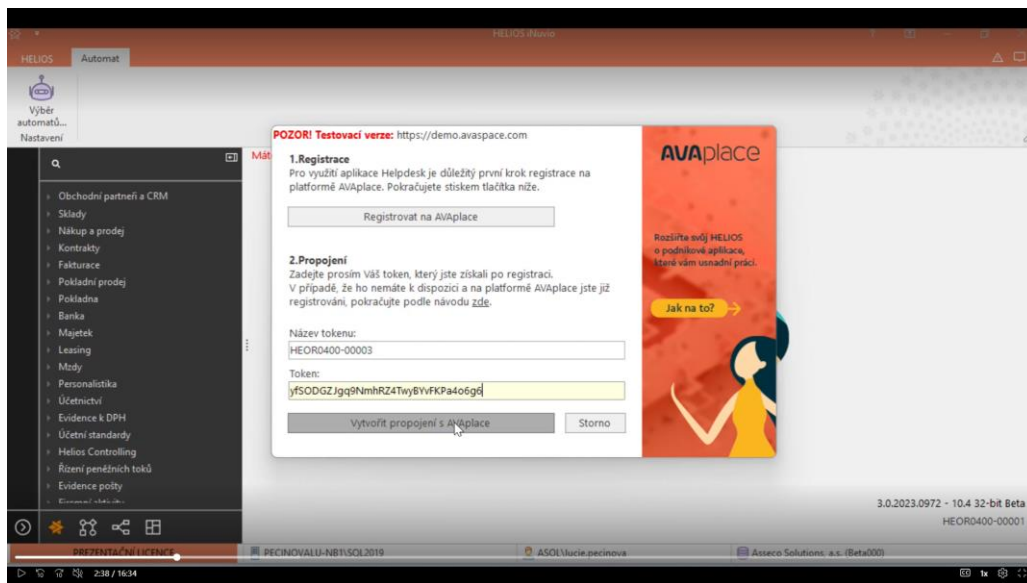 HELIOS iNuvio
HELIOS
Automat
Výběr
automatů...
Nastavení
Obchodní partneři a CRM
Sklady
Nákup a prodej
Kontrakty
Fakturace
Pokladní prodej
Pokladna
Banka
Majetek
Leasing
Mzdy
Personalistika
Účetnictví
Evidence k DPH
Účetní standardy
Helios Controlling
Řízení peněžních toků
Evidence pošty
Mát
POZOR! Testovací verze: https://demo.avaspace.com
1.Registrace
Pro využití aplikace Helpdesk je důležitý první krok registrace na
platformě AVAplace. Pokračujete stiskem tlačítka níže.
Registrovat na AVAplace
2.Propojení
Zadejte prosím Váš token, který jste získali po registraci.
V případě, že ho nemáte k dispozici a na platformě AVAplace jste již
registrováni, pokračujte podle návodu zde.
Název tokenu:
HEOR0400-00003
Token:
yfSODGZJgq9NmhRZ4TwyBYvFKPa4o6g6
Vytvořit propojení s AVAplace
Storno
AVAplace
Rozšiřte svůj HELIOS
o podnikové aplikace,
které vám usnadní práci.
Jak na to?
3.0.2023.0972 - 10.4 32-bit Beta
HEOR0400-00001
PREZENTAČNÍ LICENCE
PECINOVALU-NB1\SQL2019
ASOL\lucie.pecinova
Asseco Solutions, a.s. (Beta000)
2:38 / 16:34
CC
1x